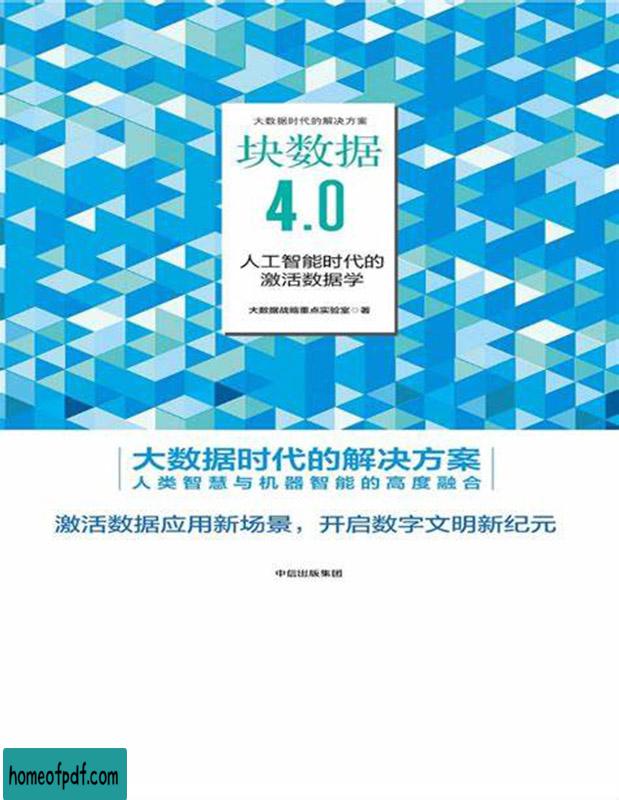 大数据时代的解决方案
块数据
4.0
人工智能时代的
激活数据学
大数据战略重点实验室○著
大数据时代的解决方案
人类智慧与机器智能的高度融合
激活数据应用新场景，开启数字文明新纪元
中信出版集团
homeofpdf.com